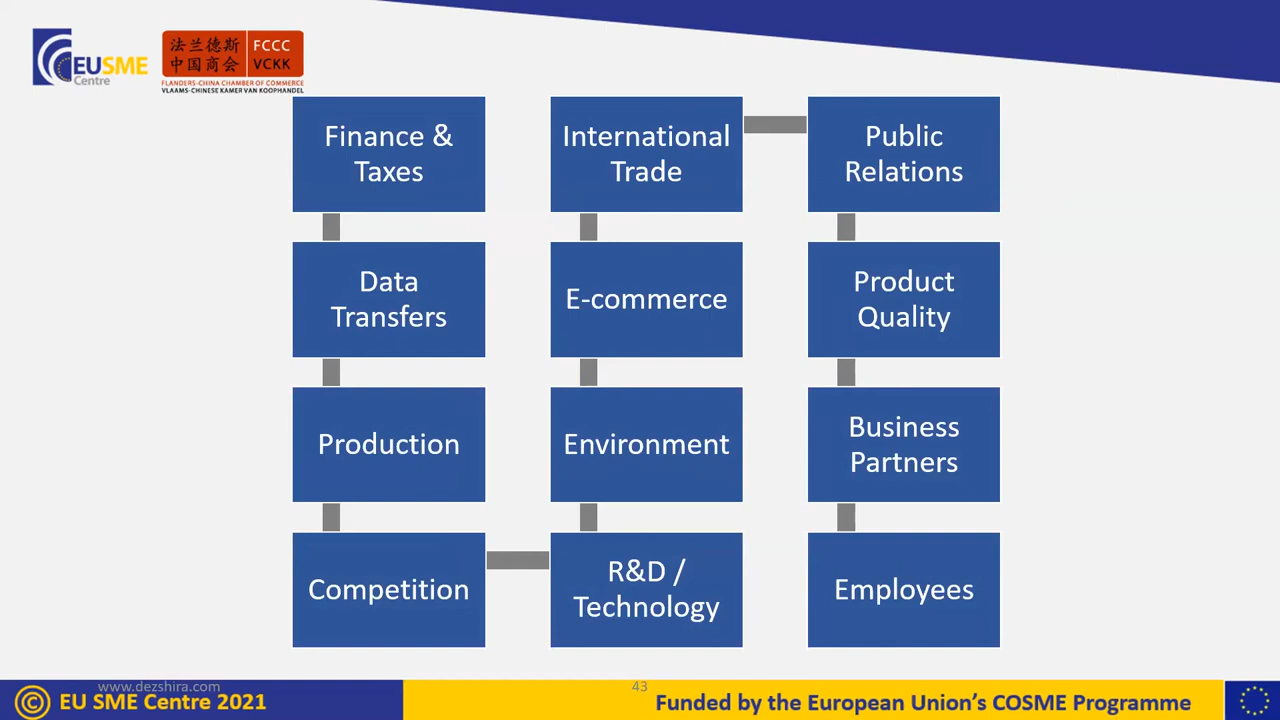 EUSME
Centre
法兰德斯
中国商会
FCCC
VCKK
FLANDERS-CHINA CHAMBER OF COMMERCE
VLAAMS-CHINESE KAMER VAN KOOPHANDEL
Finance &
Taxes
Data
Transfers
Production
Competition
R&D /
Technology
Environment
E-commerce
International
Trade
Public
Relations
Product
Quality
Business
Partners
Employees
www.dezshira.com
43
© EU SME Centre 2021
Funded by the European Union's COSME Programme